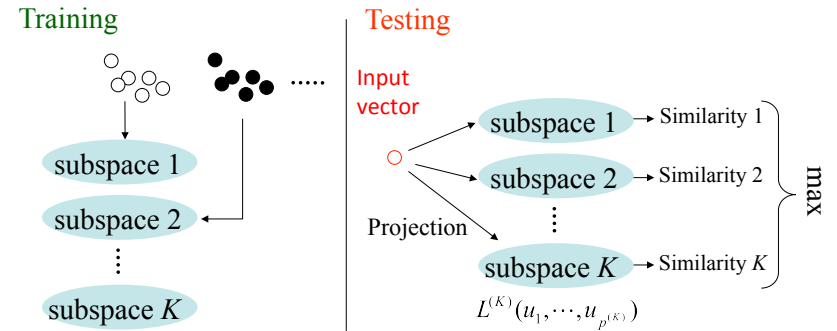 Training
.....
subspace 1
subspace 2
subspace K
Testing
Input
vector
subspace 1
Similarity 1
subspace 2
Similarity 2
Projection
subspace K
Similarity K
max
L^{(K)}(u_1, ⋯, u_{p^{(K)}})